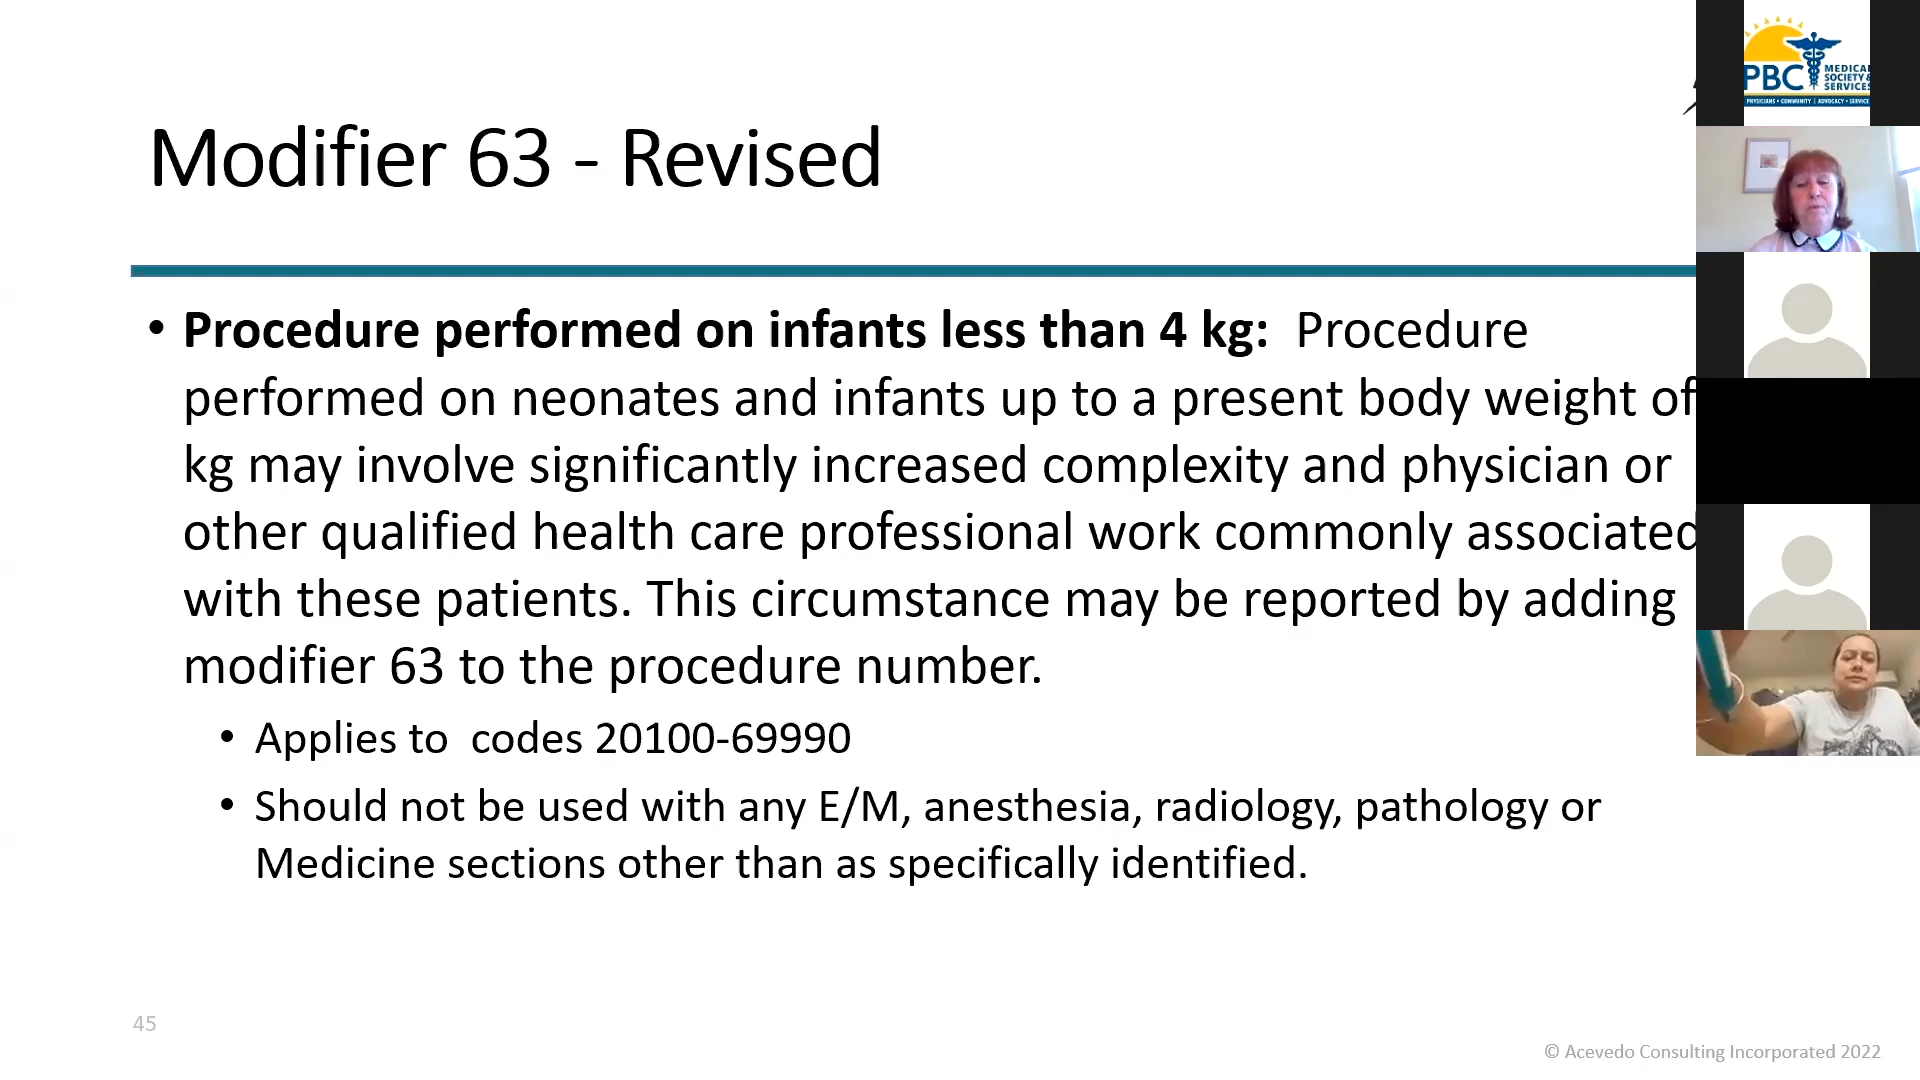 Modifier 63 - Revised
• Procedure performed on infants less than 4 kg: Procedure
performed on neonates and infants up to a present body weight of
kg may involve significantly increased complexity and physician or
other qualified health care professional work commonly associated
with these patients. This circumstance may be reported by adding
modifier 63 to the procedure number.
• Applies to codes 20100-69990
• Should not be used with any E/M, anesthesia, radiology, pathology or
Medicine sections other than as specifically identified.
45
© Acevedo Consulting Incorporated 2022
PBC
MEDICAL
SOCIETY &
SERVICES
PHYSICIANS • COMMUNITY | ADVOCACY • SERVICE